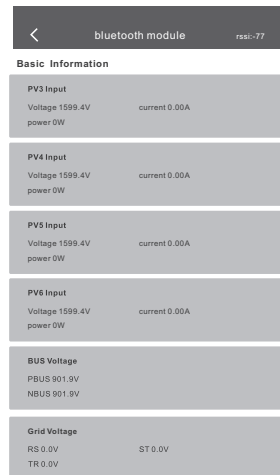 bluetooth module rssi:-77
Basic Information
PV3 Input
Voltage 1599.4V current 0.00A
power 0W
PV4 Input
Voltage 1599.4V current 0.00A
power 0W
PV5 Input
Voltage 1599.4V current 0.00A
power 0W
PV6 Input
Voltage 1599.4V current 0.00A
power 0W
BUS Voltage
PBUS 901.9V
NBUS 901.9V
Grid Voltage
RS 0.0V ST 0.0V
TR 0.0V